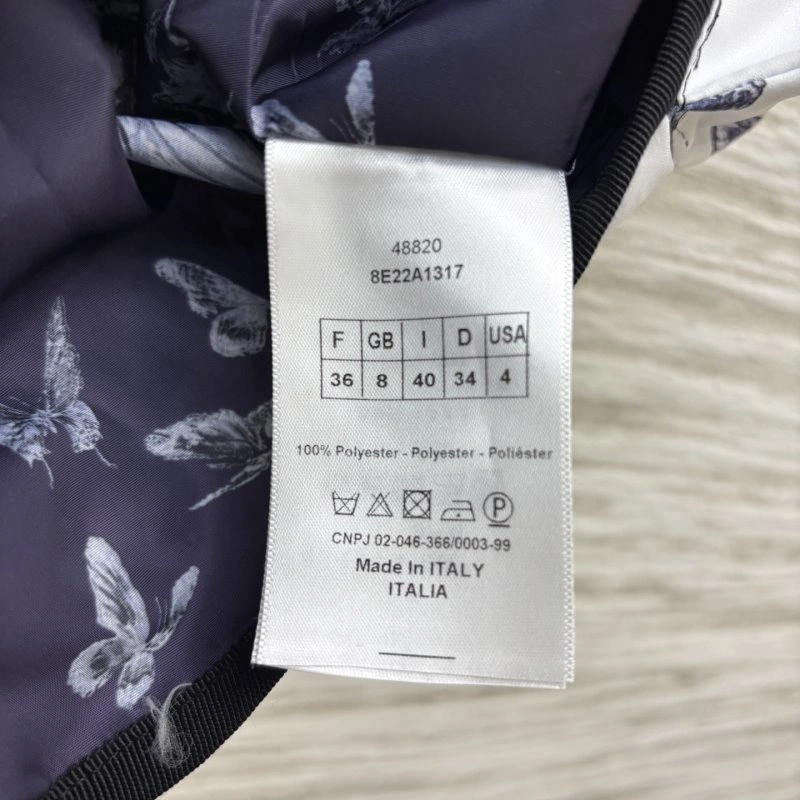 48820
8E22A1317
F GB I D USA
36 8 40 34 4
100% Polyester - Polyester - Poliéster
P
CNPJ 02-046-366/0003-99
Made In ITALY
ITALIA